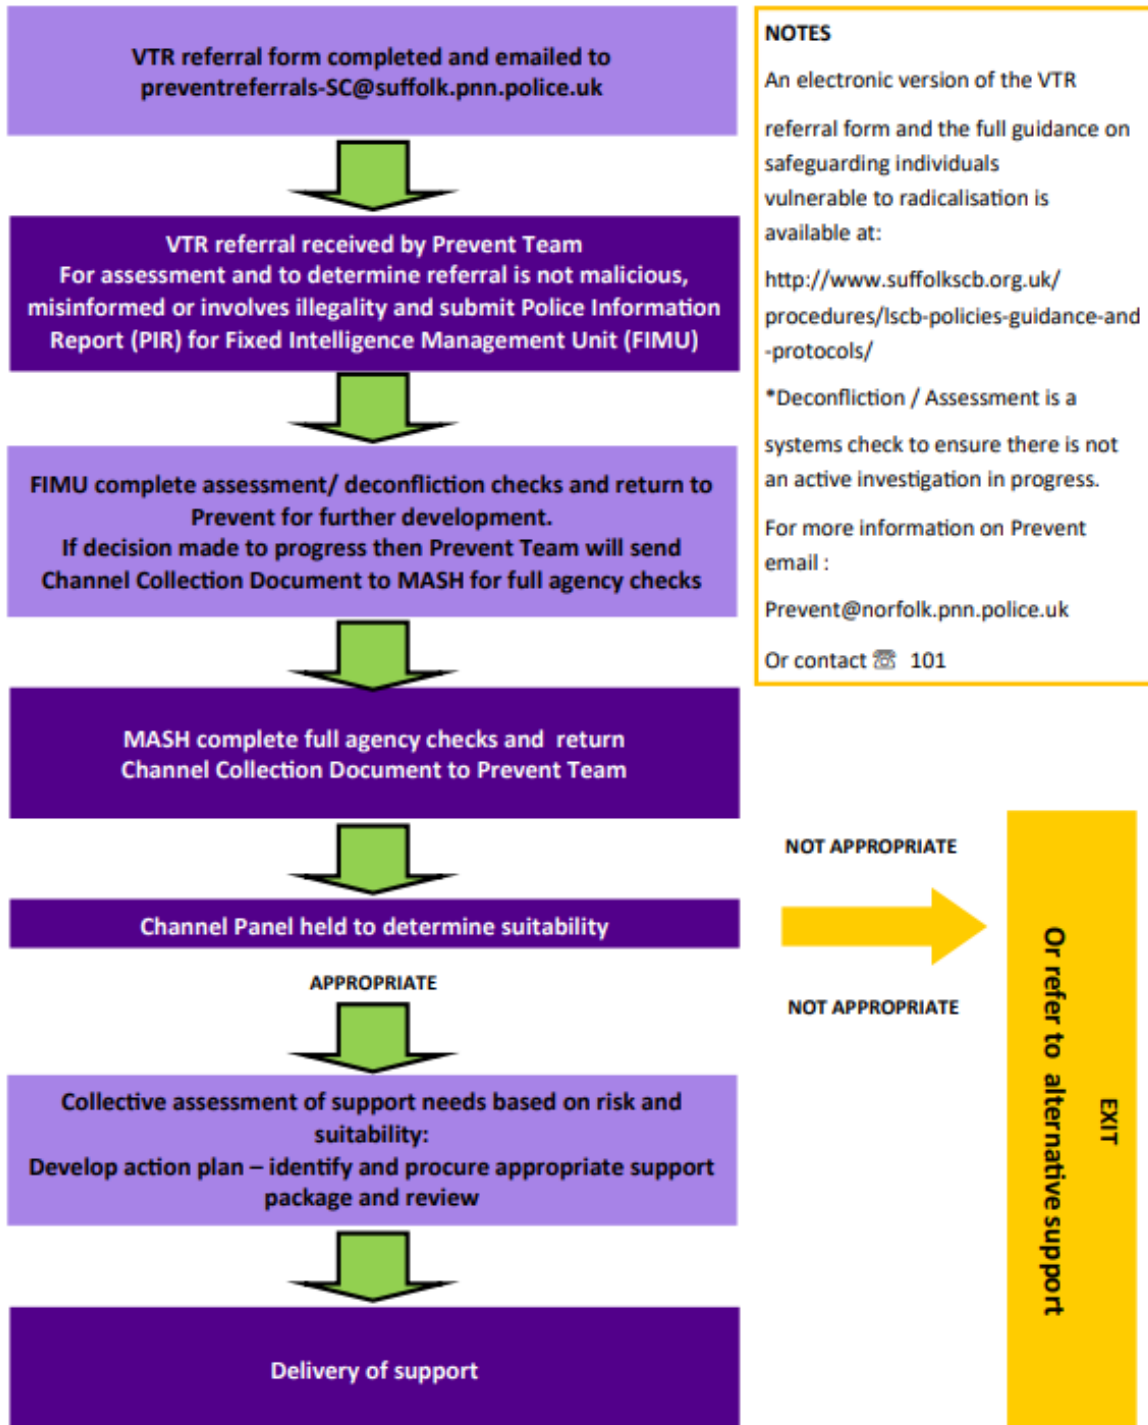 VTR referral form completed and emailed to
preventreferrals-SC@suffolk.pnn.police.uk
VTR referral received by Prevent Team
For assessment and to determine referral is not malicious,
misinformed or involves illegality and submit Police Information
Report (PIR) for Fixed Intelligence Management Unit (FIMU)
FIMU complete assessment/ deconfliction checks and return to
Prevent for further development.
If decision made to progress then Prevent Team will send
Channel Collection Document to MASH for full agency checks
MASH complete full agency checks and return
Channel Collection Document to Prevent Team
Channel Panel held to determine suitability
APPROPRIATE
Collective assessment of support needs based on risk and
suitability:
Develop action plan – identify and procure appropriate support
package and review
Delivery of support
NOTES
An electronic version of the VTR
referral form and the full guidance on
safeguarding individuals
vulnerable to radicalisation is
available at:
http://www.suffolkscb.org.uk/
procedures/lscb-policies-guidance-and
-protocols/
*Deconfliction / Assessment is a
systems check to ensure there is not
an active investigation in progress.
For more information on Prevent
email :
Prevent@norfolk.pnn.police.uk
Or contact ☏ 101
NOT APPROPRIATE
NOT APPROPRIATE
EXIT
Or refer to alternative support